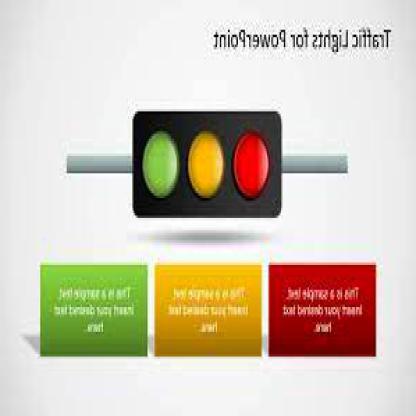 Traffic Lights for PowerPoint
This is a sample text.
Insert your desired text
here.
This is a sample text.
Insert your desired text
here.
This is a sample text.
Insert your desired text
here.